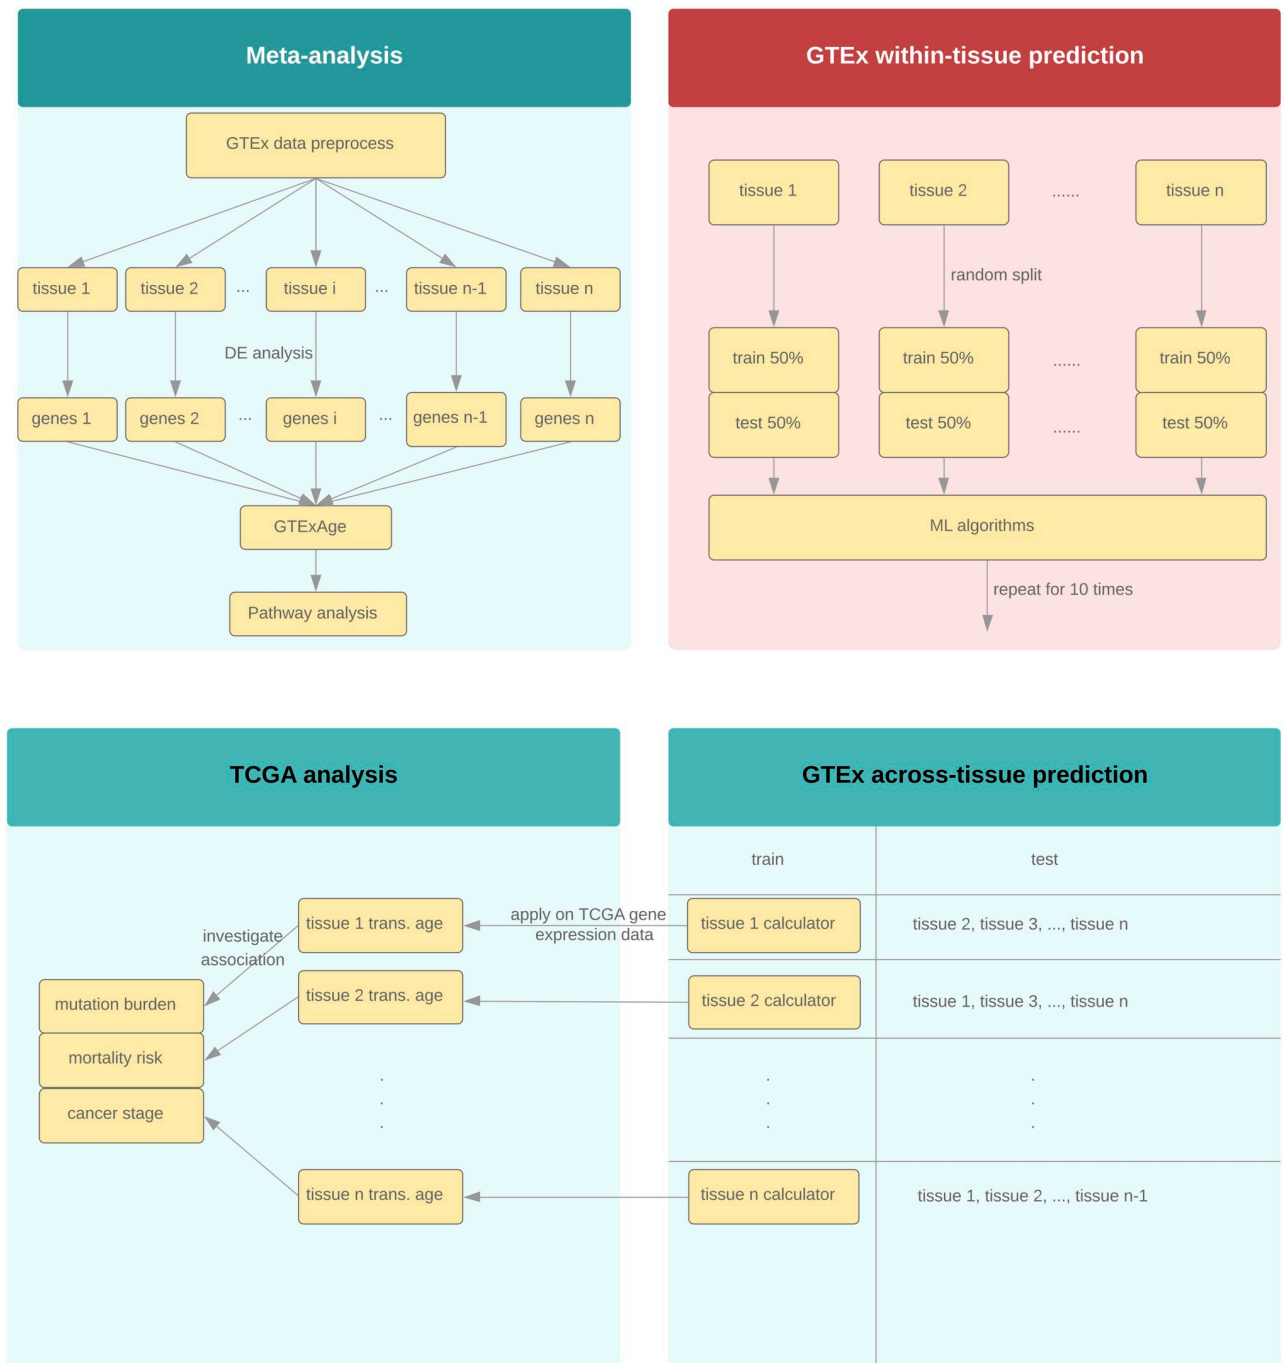 Meta-analysis
GTEx data preprocess
tissue 1 tissue 2 ... tissue i ... tissue n-1 tissue n
DE analysis
genes 1 genes 2 ... genes i ... genes n-1 genes n
GTExAge
Pathway analysis
GTEx within-tissue prediction
tissue 1 tissue 2 ...... tissue n
random split
train 50% train 50% ...... train 50%
test 50% test 50% ...... test 50%
ML algorithms
repeat for 10 times
TCGA analysis
tissue 1 trans. age
investigate
association
tissue 2 trans. age
mutation burden
mortality risk
cancer stage
.
.
.
tissue n trans. age
apply on TCGA gene
expression data
GTEx across-tissue prediction
train test
tissue 1 calculator tissue 2, tissue 3, ..., tissue n
tissue 2 calculator tissue 1, tissue 3, ..., tissue n
. .
. .
. .
tissue n calculator tissue 1, tissue 2, ..., tissue n-1